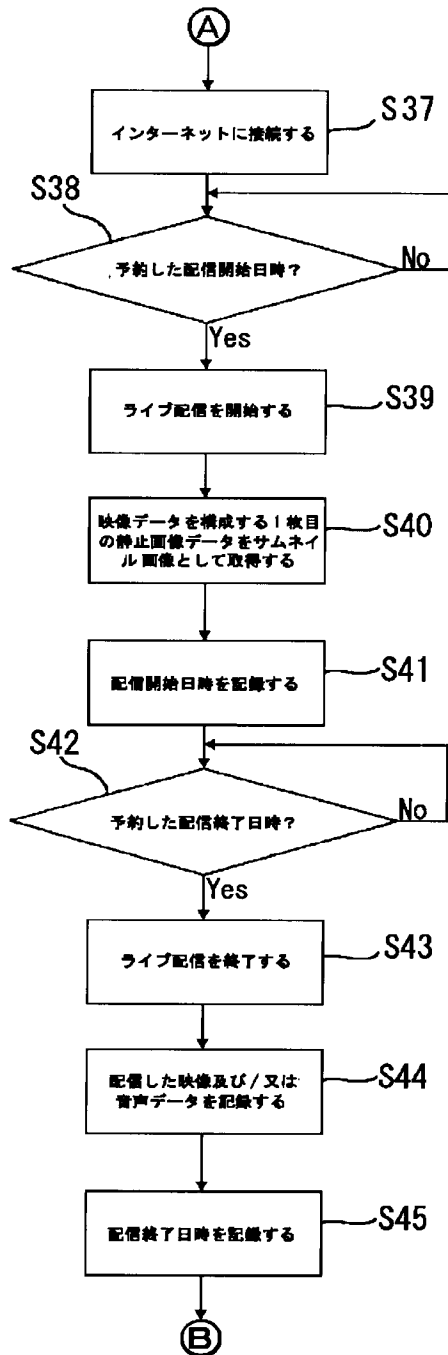 A
インターネットに接続する
S37
S38
予約した配信開始日時?
No
Yes
ライブ配信を開始する
S39
映像データを構成する1枚目
の静止画像データをサムネイ
ル画像として取得する
S40
配信開始日時を記録する
S41
S42
予約した配信終了日時?
No
Yes
ライブ配信を終了する
S43
配信した映像及び/又は
音声データを記録する
S44
配信終了日時を記録する
S45
B